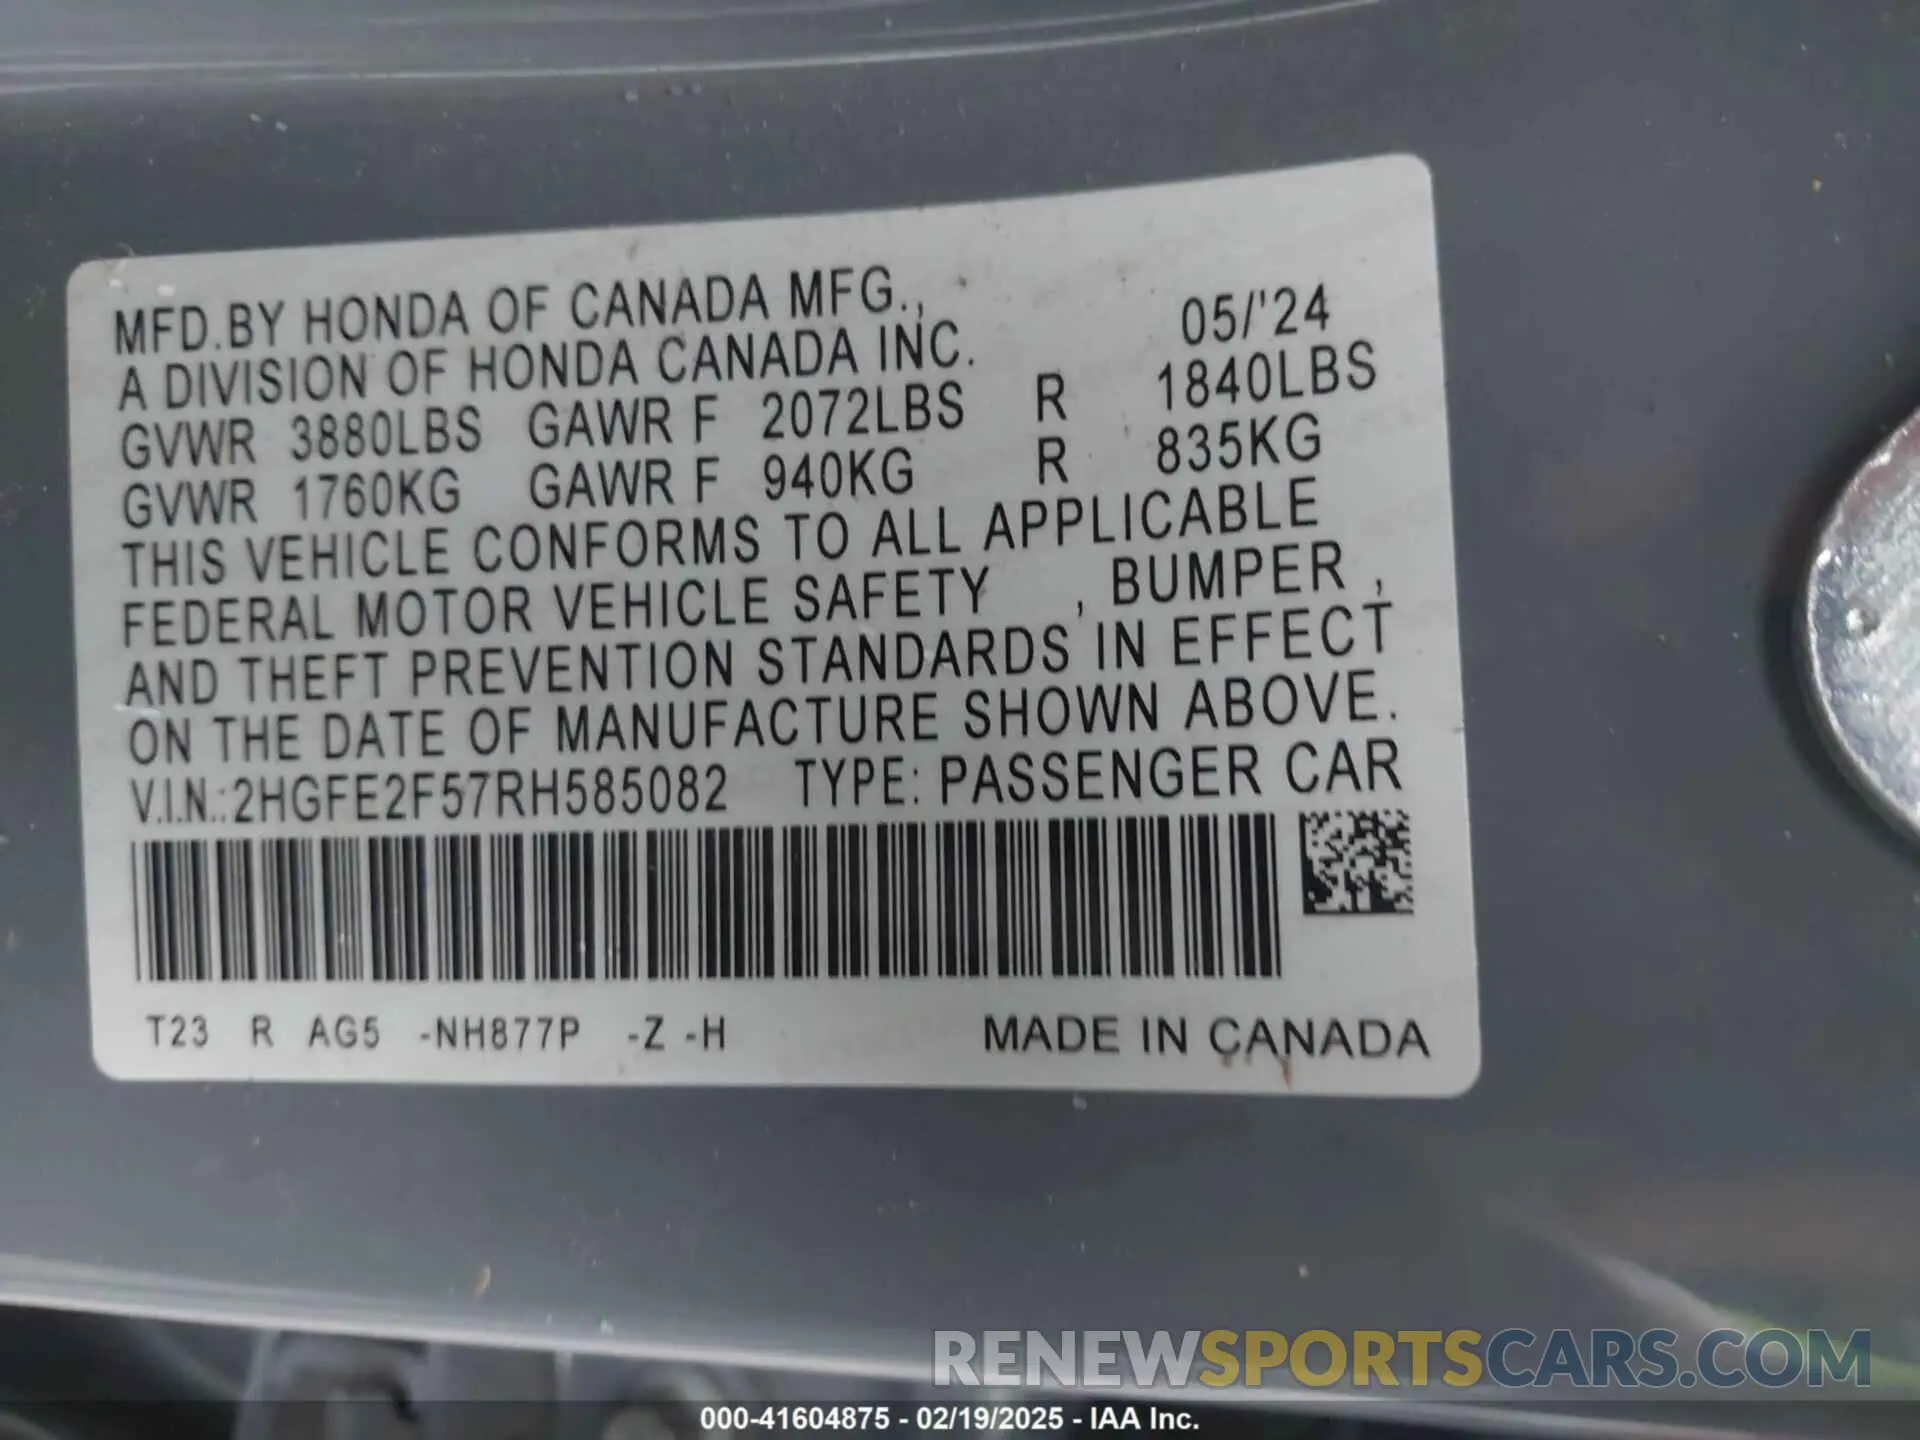 MFD.BY HONDA OF CANADA MFG., 05/'24
A DIVISION OF HONDA CANADA INC.
GVWR 3880LBS GAWR F 2072LBS R 1840LBS
GVWR 1760KG GAWR F 940KG R 835KG
THIS VEHICLE CONFORMS TO ALL APPLICABLE
FEDERAL MOTOR VEHICLE SAFETY , BUMPER ,
AND THEFT PREVENTION STANDARDS IN EFFECT
ON THE DATE OF MANUFACTURE SHOWN ABOVE.
V.I.N.:2HGFE2F57RH585082 TYPE: PASSENGER CAR
T23 R AG5 -NH877P -Z -H MADE IN CANADA
RENEWSPORTSCARS.COM
000-41604875 - 02/19/2025 - IAA Inc.